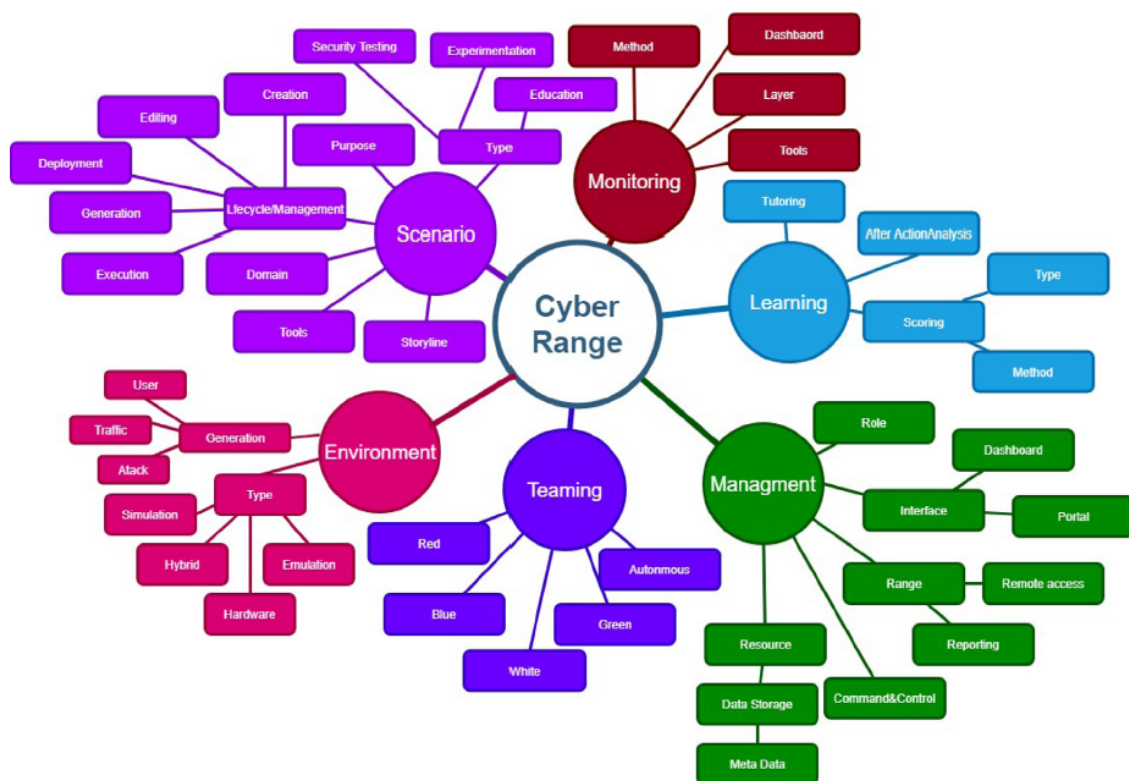 Security Testing
Experimentation
Education
Creation
Editing
Purpose
Type
Deployment
Generation
Lfecycle/Management
Execution
Domain
Tools
Storyline
Scenario
Method
Dashbaord
Layer
Tools
Monitoring
Cyber
Range
Tutoring
After ActionAnalysis
Type
Scoring
Method
Learning
User
Traffic
Atack
Generation
Environment
Type
Simulation
Hybrid
Emulation
Hardware
Teaming
Red
Blue
White
Green
Autonmous
Managment
Role
Dashboard
Interface
Portal
Range
Remote access
Reporting
Resource
Data Storage
Meta Data
Command&Control